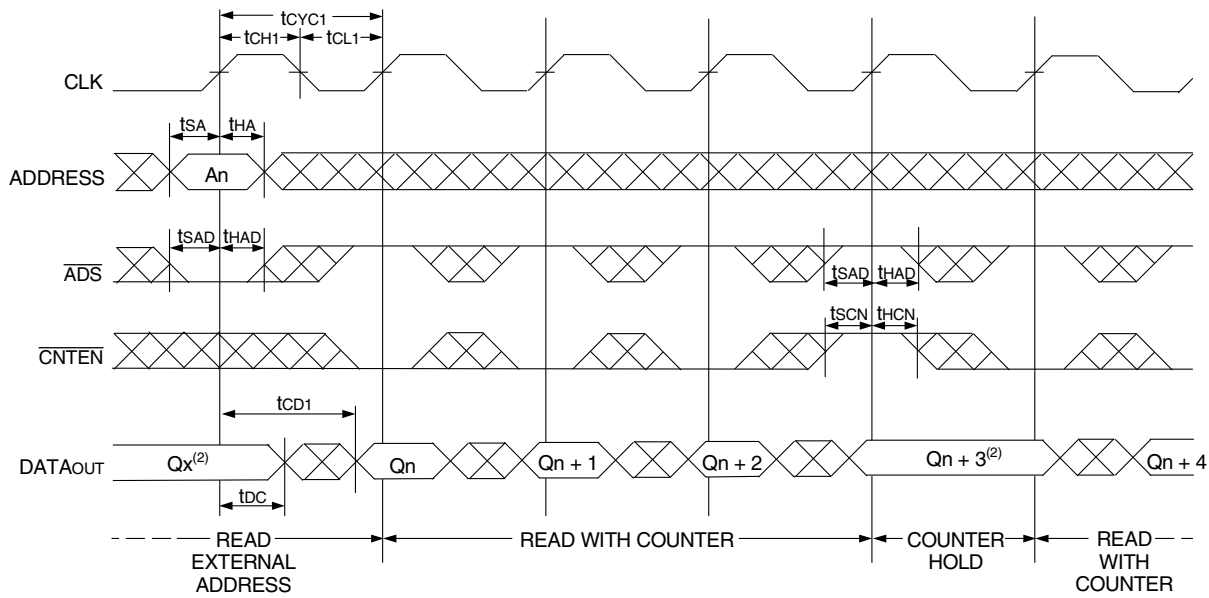 tCYC1
tCH1 tCL1
CLK
tSA tHA
ADDRESS An
tSAD tHAD
ADS tSAD tHAD
tSCN tHCN
CNTEN
tCD1
DATAOUT Qx(2) Qn Qn + 1 Qn + 2 Qn + 3(2) Qn + 4
tDC
READ EXTERNAL ADDRESS
READ WITH COUNTER
COUNTER HOLD
READ WITH COUNTER